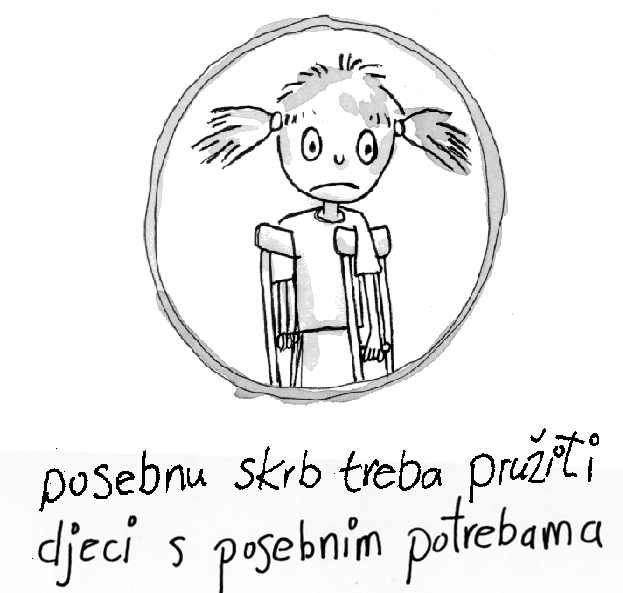 posebnu skrb treba pružiti
djeci s posebnim potrebama